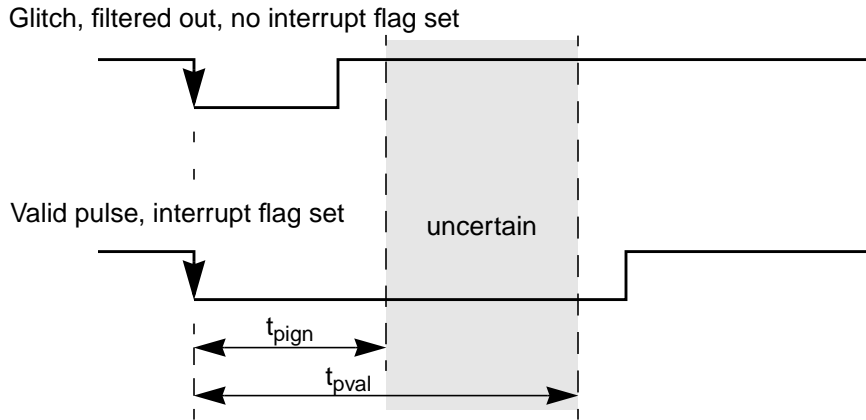 Glitch, filtered out, no interrupt flag set
Valid pulse, interrupt flag set
uncertain
tpign
tpval